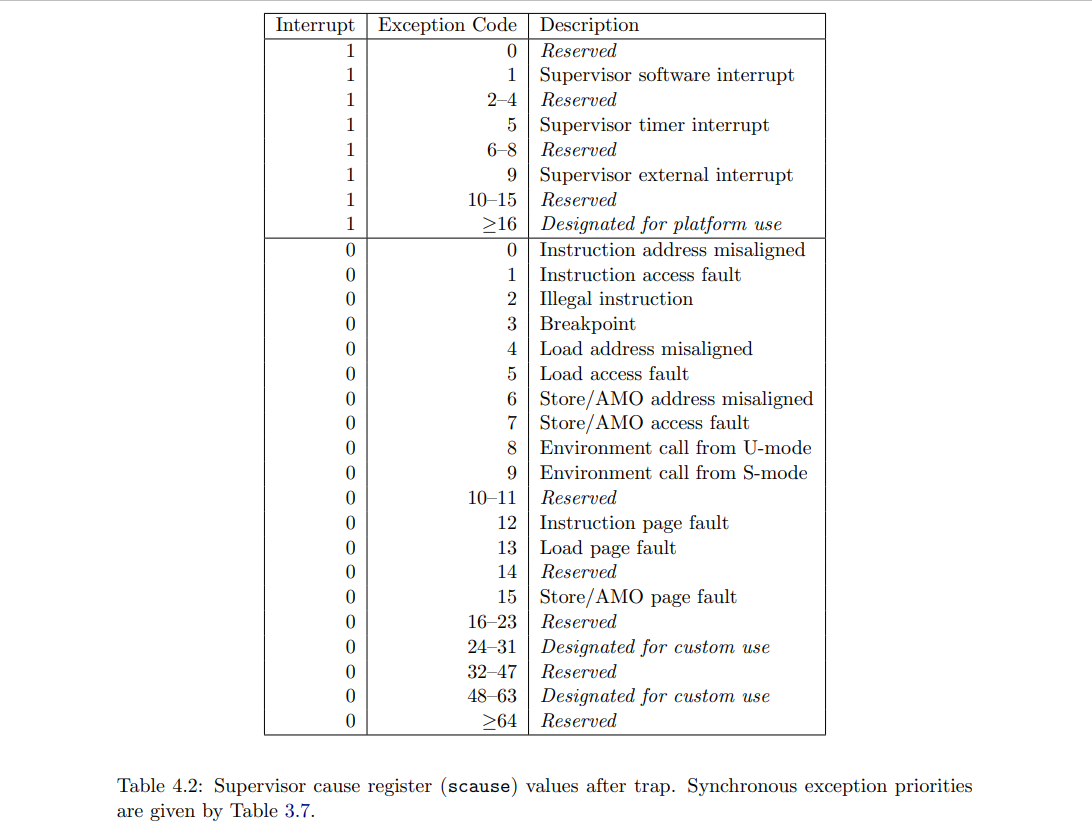 Interrupt Exception Code Description
1 0 Reserved
1 1 Supervisor software interrupt
1 2–4 Reserved
1 5 Supervisor timer interrupt
1 6–8 Reserved
1 9 Supervisor external interrupt
1 10–15 Reserved
1 ≥16 Designated for platform use
0 0 Instruction address misaligned
0 1 Instruction access fault
0 2 Illegal instruction
0 3 Breakpoint
0 4 Load address misaligned
0 5 Load access fault
0 6 Store/AMO address misaligned
0 7 Store/AMO access fault
0 8 Environment call from U-mode
0 9 Environment call from S-mode
0 10–11 Reserved
0 12 Instruction page fault
0 13 Load page fault
0 14 Reserved
0 15 Store/AMO page fault
0 16–23 Reserved
0 24–31 Designated for custom use
0 32–47 Reserved
0 48–63 Designated for custom use
0 ≥64 Reserved
Table 4.2: Supervisor cause register (scause) values after trap. Synchronous exception priorities
are given by Table 3.7.